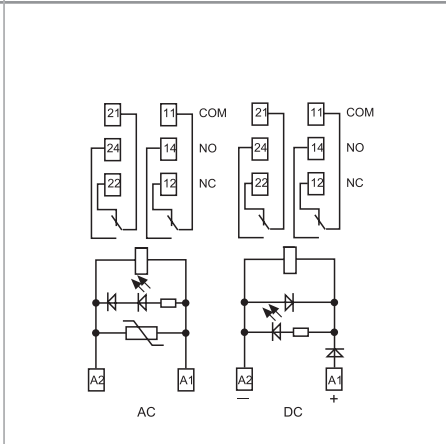 21 11 COM 21 11 COM
24 14 NO 24 14 NO
22 12 NC 22 12 NC
A2 A1 A2 A1
— +
AC DC